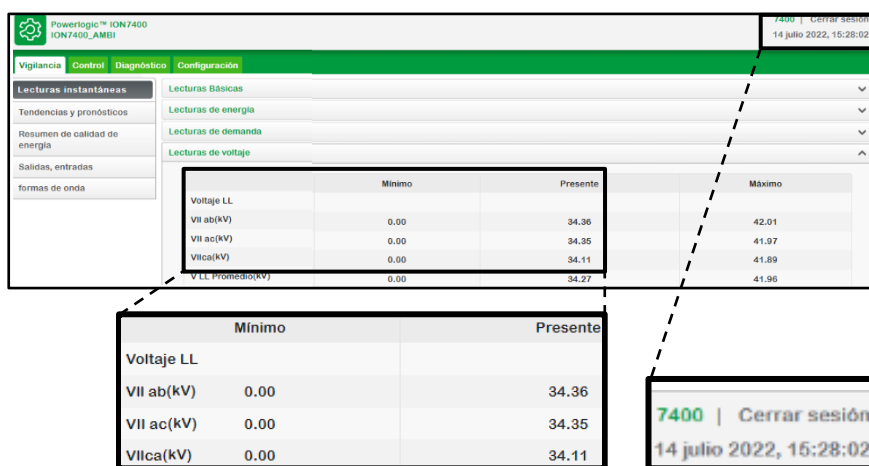 Powerlogic™ ION7400
ION7400_AMBI
7400 | Cerrar sesión
14 julio 2022, 15:28:02
Vigilancia Control Diagnóstico Configuración
Lecturas instantáneas
Tendencias y pronósticos
Resumen de calidad de
energía
Salidas, entradas
formas de onda
Lecturas Básicas
Lecturas de energía
Lecturas de demanda
Lecturas de voltaje
Mínimo Presente Máximo
Voltaje LL
Vll ab(kV) 0.00 34.36 42.01
Vll ac(kV) 0.00 34.35 41.97
Vllca(kV) 0.00 34.11 41.89
V LL Promedio(kV) 0.00 34.27 41.96
Mínimo Presente
Voltaje LL
Vll ab(kV) 0.00 34.36
Vll ac(kV) 0.00 34.35
Vllca(kV) 0.00 34.11
7400 | Cerrar sesión
14 julio 2022, 15:28:02